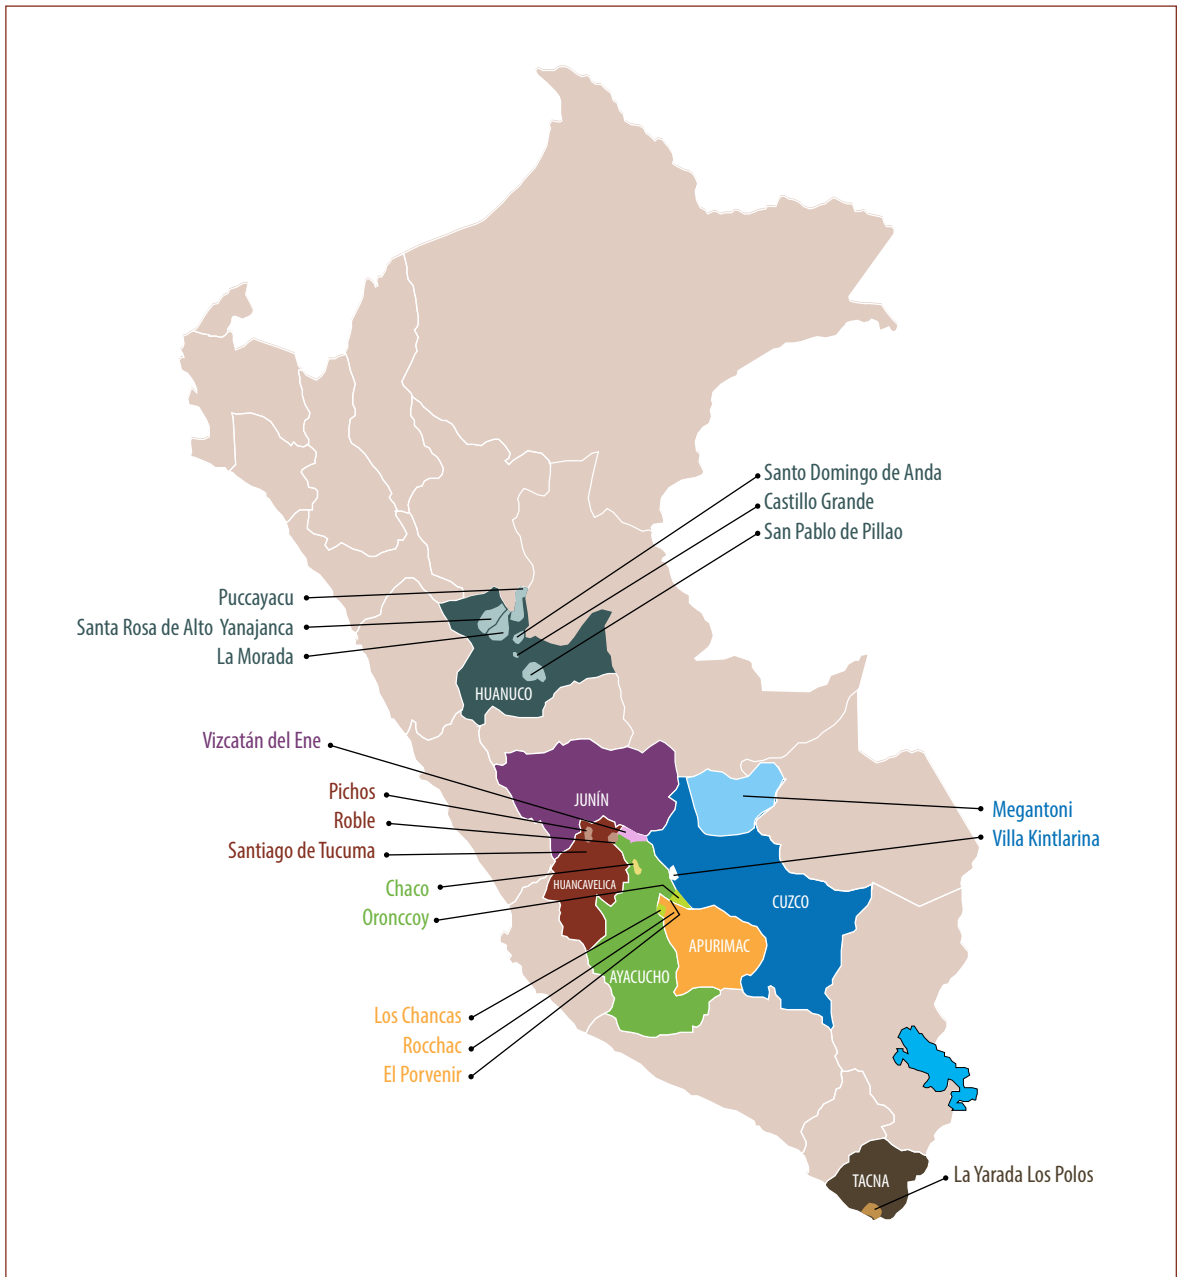 Santo Domingo de Anda
Castillo Grande
San Pablo de Pillao
Puccayacu
Santa Rosa de Alto Yanajanca
La Morada
HUANUCO
Vizcatán del Ene
Pichos
Roble
Santiago de Tucuma
Chaco
Oronccoy
JUNÍN
HUANCAVELICA
Megantoni
Villa Kintlarina
CUZCO
APURIMAC
AYACUCHO
Los Chancas
Rocchac
El Porvenir
TACNA
La Yarada Los Polos